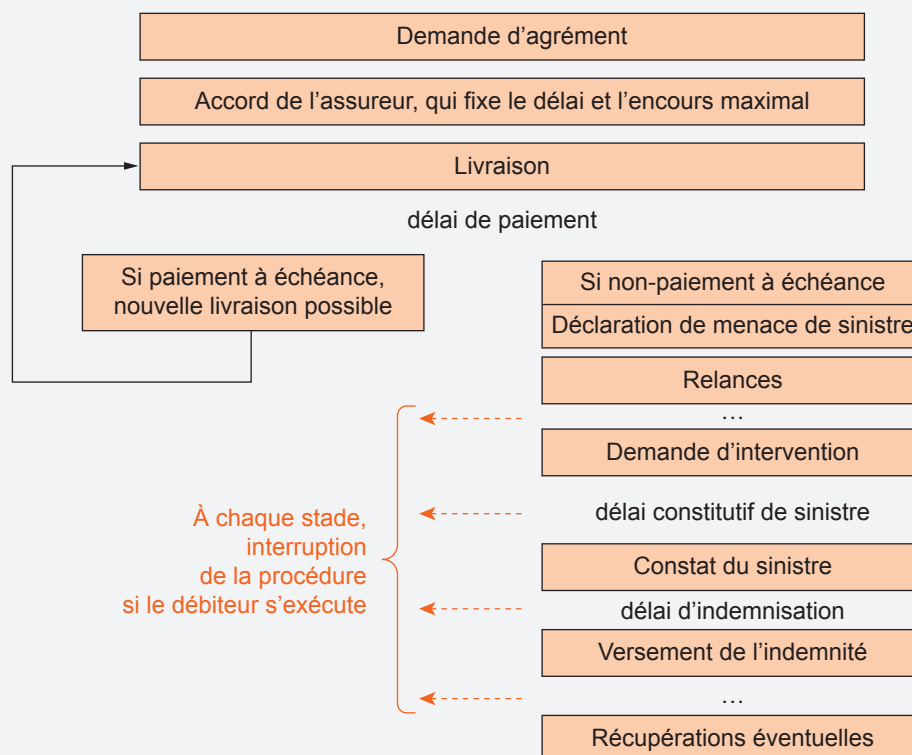 Demande d’agrément
Accord de l’assureur, qui fixe le délai et l’encours maximal
Livraison
délai de paiement
Si paiement à échéance,
nouvelle livraison possible
Si non-paiement à échéance
Déclaration de menace de sinistre
Relances
…
Demande d’intervention
délai constitutif de sinistre
À chaque stade,
interruption
de la procédure
si le débiteur s’exécute
Constat du sinistre
délai d’indemnisation
Versement de l’indemnité
…
Récupérations éventuelles